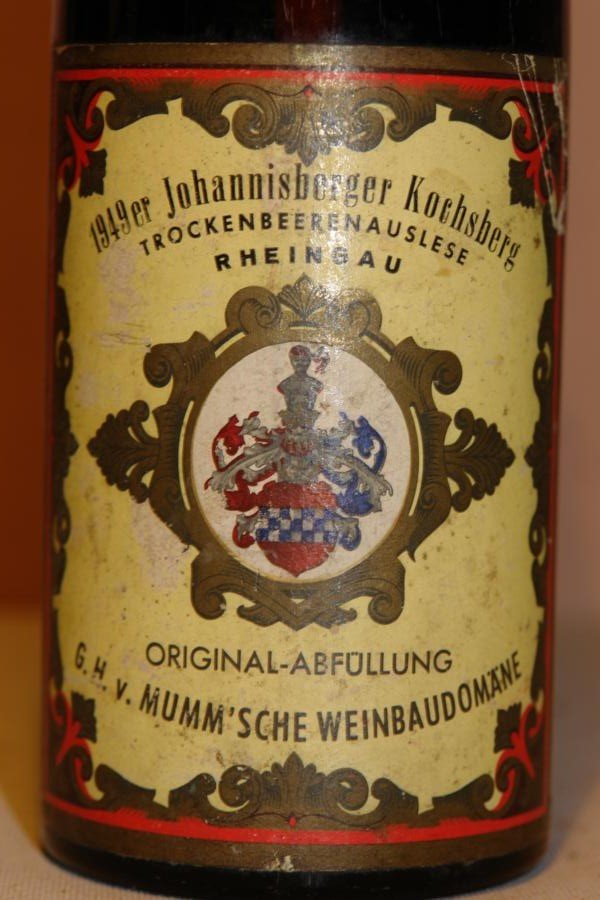 1949er Johannisberger Kochsberg
TROCKENBEERENAUSLESE
RHEINGAU
ORIGINAL-ABFÜLLUNG
G. H. v. MUMM'SCHE WEINBAUDOMÄNE